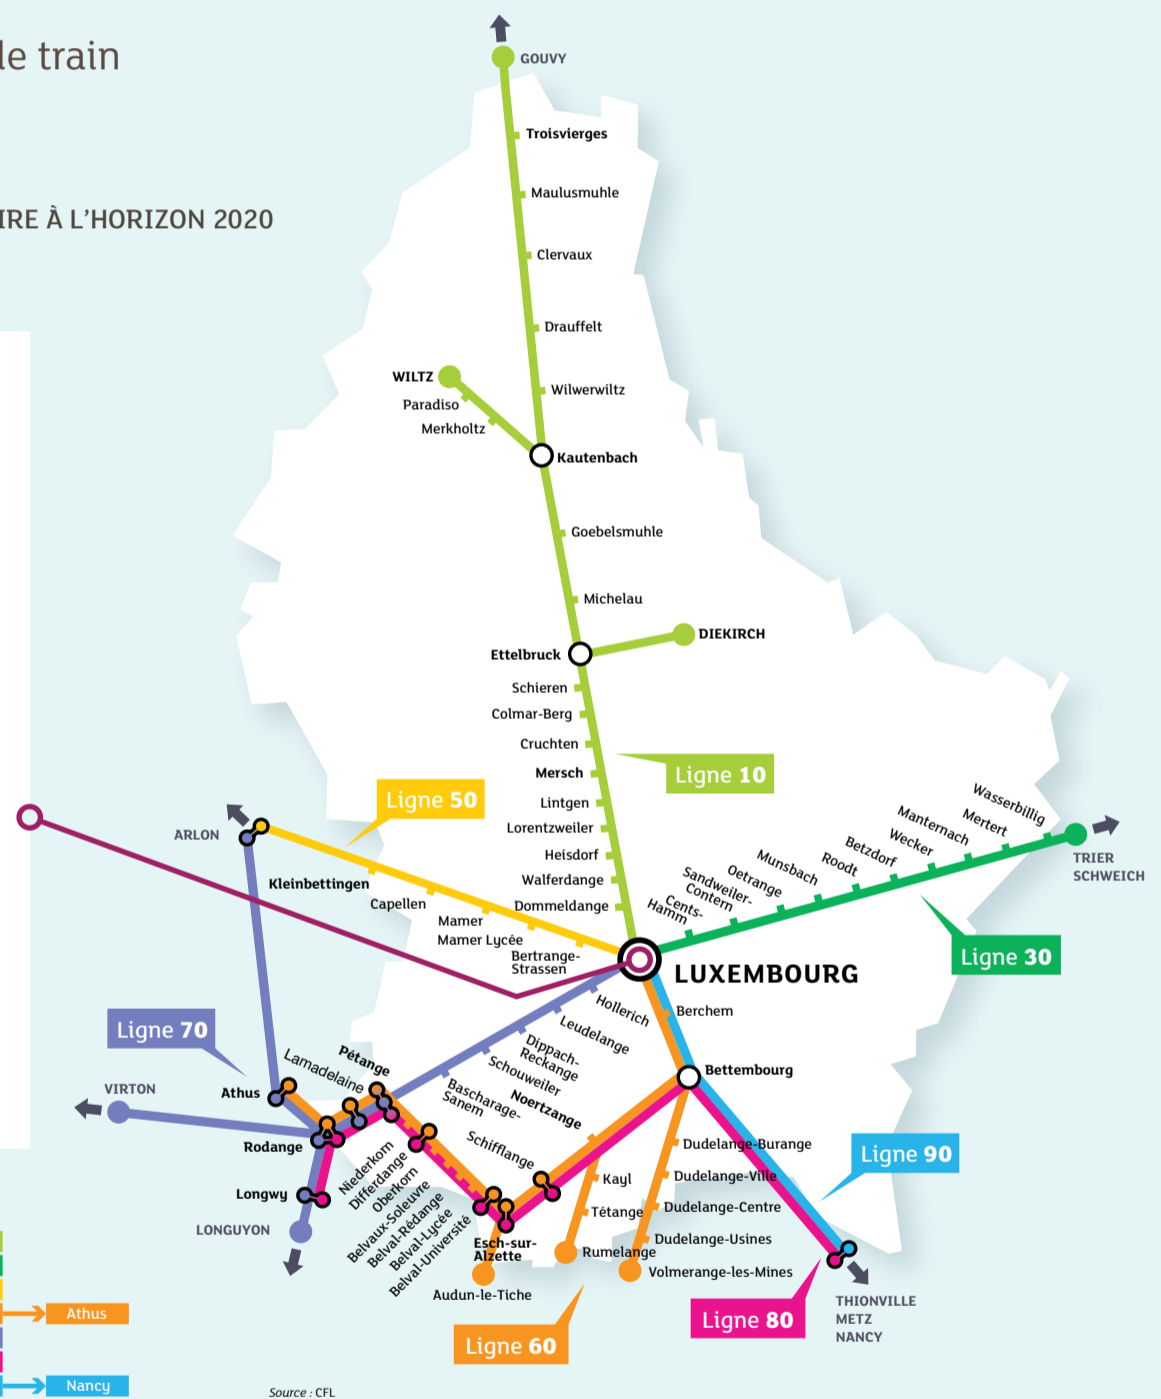 le train
GOUVY
Troisvierges
Maulusmuhle
IRE À L'HORIZON 2020
Clervaux
Drauffelt
WILTZ
Paradiso
Merkholtz
Wilwerwiltz
Kautenbach
Goebelsmuhle
Michelau
DIEKIRCH
Ettelbruck
Schieren
Colmar-Berg
Cruchten
Mersch
Lintgen
Lorentzweiler
Heisdorf
Walferdange
Dommeldange
Ligne 10
Ligne 50
ARLON
Kleinbettingen
Capellen
Mamer
Mamer Lycée
Bertrange-
Strassen
Wasserbillig
Mertert
Manternach
Wecker
Betzdorf
Roodt
Munsbach
Oetrange
Sandweiler-
Contern
Cents-
Hamm
TRIER
SCHWEICH
Ligne 30
LUXEMBOURG
Hollerich
Leudelange
Dippach-
Reckange
Schouweiler
Bascharage-
Sanem
Berchem
Bettembourg
Ligne 70
VIRTON
Athus
Lamadelaine
Pétange
Rodange
Longwy
LONGUYON
Niederkorn
Differdange
Oberkorn
Belvaux-Soleuvre
Belval-Rédange
Belval-Lycée
Belval-Université
Esch-sur-
Alzette
Audun-le-Tiche
Schifflange
Noertzange
Kayl
Tétange
Rumelange
Dudelange-Burange
Dudelange-Ville
Dudelange-Centre
Dudelange-Usines
Volmerange-les-Mines
Ligne 90
Ligne 80
Ligne 60
THIONVILLE
METZ
NANCY
Athus
Nancy
Source : CFL